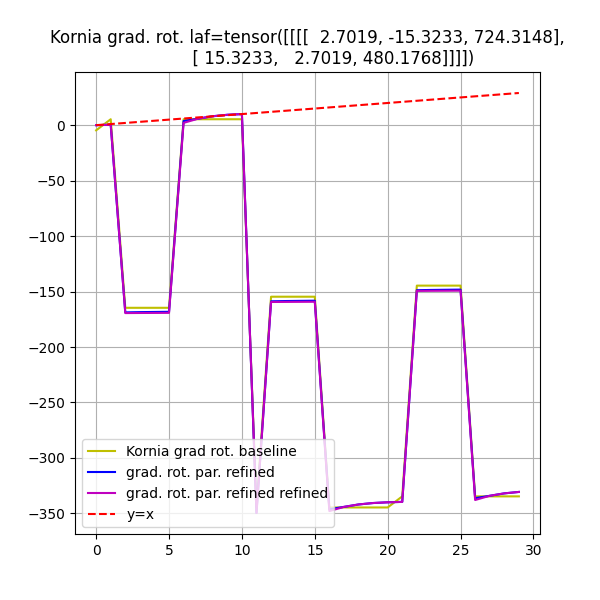 Kornia grad. rot. laf=tensor([[[[  2.7019, -15.3233, 724.3148],
[ 15.3233,   2.7019, 480.1768]]]])
0
−50
−100
−150
−200
−250
−300
−350
Kornia grad rot. baseline
grad. rot. par. refined
grad. rot. par. refined refined
y=x
0 5 10 15 20 25 30